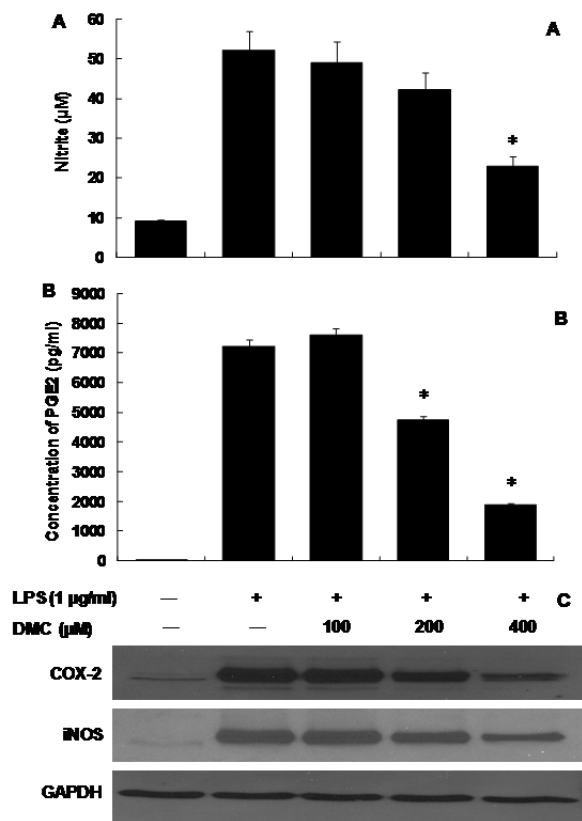 A A
60
50
40
30
20
10
0
Nitrite (µM)
*
B B
9000
8000
7000
6000
5000
4000
3000
2000
1000
0
Concentration of PGE2 (pg/ml)
*
*
LPS (1 µg/ml) — + + + + C
DMC (µM) — — 100 200 400
COX-2
iNOS
GAPDH